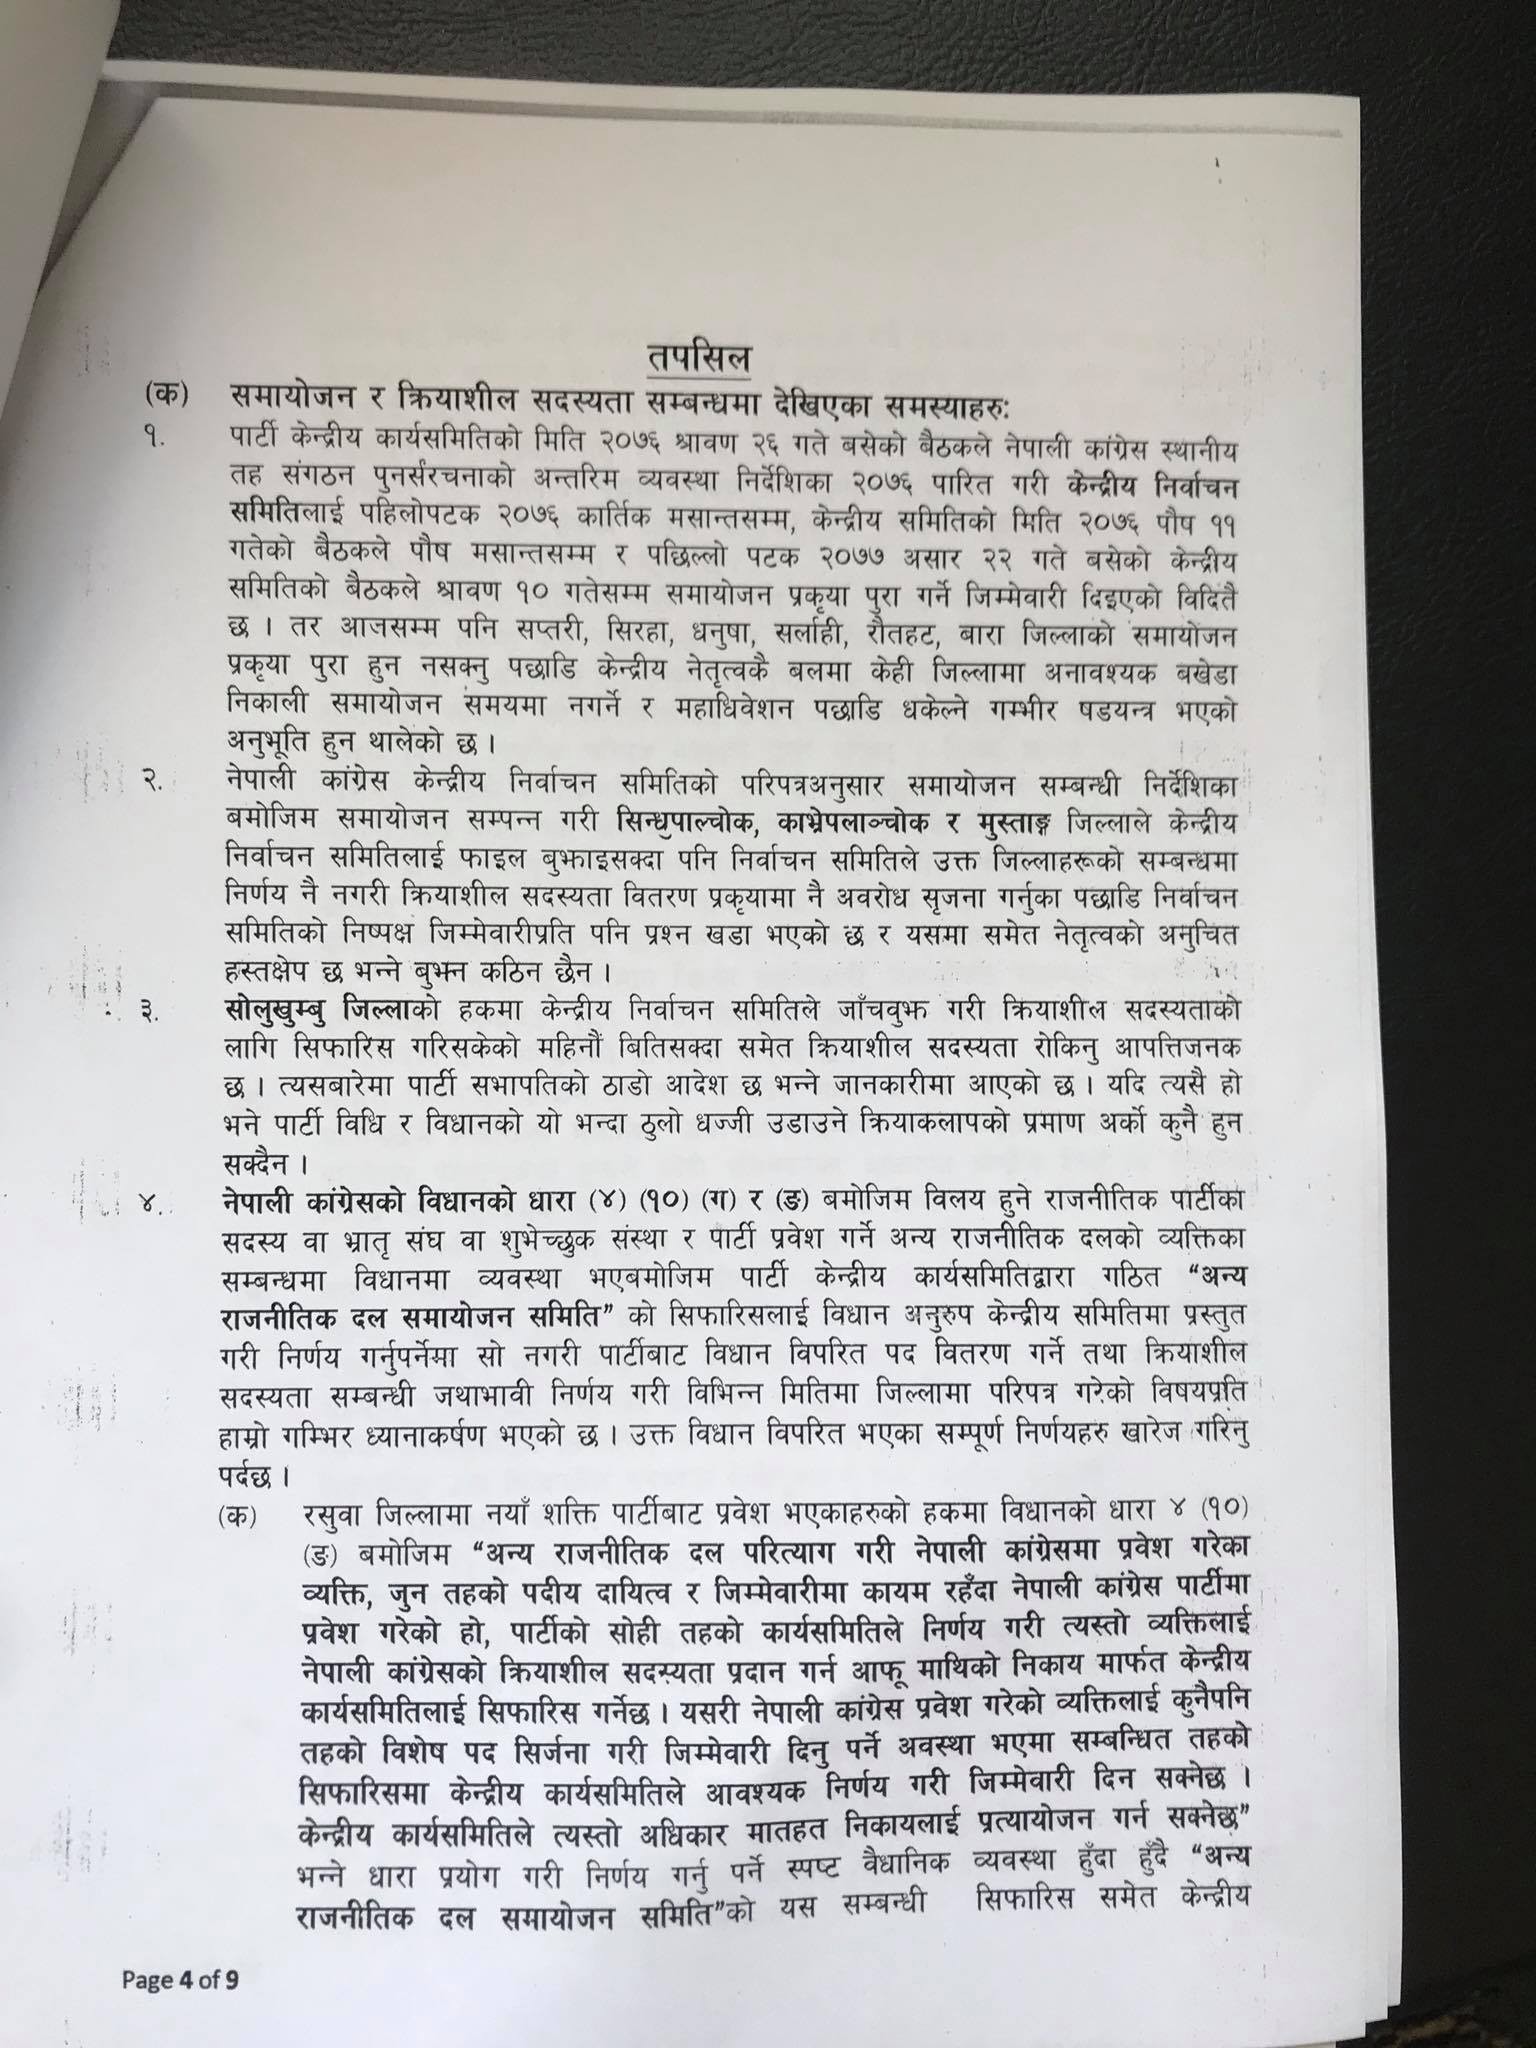 तपसिल
(क) समायोजन र क्रियाशील सदस्यता सम्बन्धमा देखिएका समस्याहरुः
१. पार्टी केन्द्रीय कार्यसमितिको मिति २०७६ श्रावण २६ गते बसेको बैठकले नेपाली कांग्रेस स्थानीय
तह संगठन पुनर्संरचनाको अन्तरिम व्यवस्था निर्देशिका २०७६ पारित गरी केन्द्रीय निर्वाचन
समितिलाई पहिलोपटक २०७६ कार्तिक मसान्तसम्म, केन्द्रीय समितिको मिति २०७६ पौष ११
गतेको बैठकले पौष मसान्तसम्म र पछिल्लो पटक २०७७ असार २२ गते बसेको केन्द्रीय
समितिको बैठकले श्रावण १० गतेसम्म समायोजन प्रकृया पुरा गर्ने जिम्मेवारी दिइएको विदितै
छ । तर आजसम्म पनि सप्तरी, सिरहा, धनुषा, सर्लाही, रौतहट, बारा जिल्लाको समायोजन
प्रकृया पुरा हुन नसक्नु पछाडि केन्द्रीय नेतृत्वकै बलमा केही जिल्लामा अनावश्यक बखेडा
निकाली समायोजन समयमा नगर्ने र महाधिवेशन पछाडि धकेल्ने गम्भीर षडयन्त्र भएको
अनुभूति हुन थालेको छ ।
२. नेपाली कांग्रेस केन्द्रीय निर्वाचन समितिको परिपत्रअनुसार समायोजन सम्बन्धी निर्देशिका
बमोजिम समायोजन सम्पन्न गरी सिन्धुपाल्चोक, काभ्रेपलाञ्चोक र मुस्ताङ्ग जिल्लाले केन्द्रीय
निर्वाचन समितिलाई फाइल बुझाइसक्दा पनि निर्वाचन समितिले उक्त जिल्लाहरूको सम्बन्धमा
निर्णय नै नगरी क्रियाशील सदस्यता वितरण प्रकृयामा नै अवरोध सृजना गर्नुका पछाडि निर्वाचन
समितिको निष्पक्ष जिम्मेवारीप्रति पनि प्रश्न खडा भएको छ र यसमा समेत नेतृत्वको अनुचित
हस्तक्षेप छ भन्ने बुझ्न कठिन छैन ।
३. सोलुखुम्बु जिल्लाको हकमा केन्द्रीय निर्वाचन समितिले जाँचवुझ गरी क्रियाशील सदस्यताको
लागि सिफारिस गरिसकेको महिनौं बितिसक्दा समेत क्रियाशील सदस्यता रोकिनु आपत्तिजनक
छ । त्यसबारेमा पार्टी सभापतिको ठाडो आदेश छ भन्ने जानकारीमा आएको छ । यदि त्यसै हो
भने पार्टी विधि र विधानको यो भन्दा ठुलो धज्जी उडाउने क्रियाकलापको प्रमाण अर्को कुनै हुन
सक्दैन ।
४. नेपाली कांग्रेसको विधानको धारा (४) (१०) (ग) र (ङ) बमोजिम विलय हुने राजनीतिक पार्टीका
सदस्य वा भ्रातृ संघ वा शुभेच्छुक संस्था र पार्टी प्रवेश गर्ने अन्य राजनीतिक दलको व्यक्तिका
सम्बन्धमा विधानमा व्यवस्था भएबमोजिम पार्टी केन्द्रीय कार्यसमितिद्वारा गठित “अन्य
राजनीतिक दल समायोजन समिति” को सिफारिसलाई विधान अनुरुप केन्द्रीय समितिमा प्रस्तुत
गरी निर्णय गर्नुपर्नेमा सो नगरी पार्टीबाट विधान विपरित पद वितरण गर्ने तथा क्रियाशील
सदस्यता सम्बन्धी जथाभावी निर्णय गरी विभिन्न मितिमा जिल्लामा परिपत्र गरेको विषयप्रति
हाम्रो गम्भिर ध्यानाकर्षण भएको छ । उक्त विधान विपरित भएका सम्पूर्ण निर्णयहरु खारेज गरिनु
पर्दछ ।
(क) रसुवा जिल्लामा नयाँ शक्ति पार्टीबाट प्रवेश भएकाहरुको हकमा विधानको धारा ४ (१०)
(ङ) बमोजिम “अन्य राजनीतिक दल परित्याग गरी नेपाली कांग्रेसमा प्रवेश गरेका
व्यक्ति, जुन तहको पदीय दायित्व र जिम्मेवारीमा कायम रहँदा नेपाली कांग्रेस पार्टीमा
प्रवेश गरेको हो, पार्टीको सोही तहको कार्यसमितिले निर्णय गरी त्यस्तो व्यक्तिलाई
नेपाली कांग्रेसको क्रियाशील सदस्यता प्रदान गर्न आफू माथिको निकाय मार्फत केन्द्रीय
कार्यसमितिलाई सिफारिस गर्नेछ । यसरी नेपाली कांग्रेस प्रवेश गरेको व्यक्तिलाई कुनैपनि
तहको विशेष पद सिर्जना गरी जिम्मेवारी दिनु पर्ने अवस्था भएमा सम्बन्धित तहको
सिफारिसमा केन्द्रीय कार्यसमितिले आवश्यक निर्णय गरी जिम्मेवारी दिन सक्नेछ ।
केन्द्रीय कार्यसमितिले त्यस्तो अधिकार मातहत निकायलाई प्रत्यायोजन गर्न सक्नेछ”
भन्ने धारा प्रयोग गरी निर्णय गर्नु पर्ने स्पष्ट वैधानिक व्यवस्था हुँदा हुँदै “अन्य
राजनीतिक दल समायोजन समिति”को यस सम्बन्धी सिफारिस समेत केन्द्रीय
Page 4 of 9